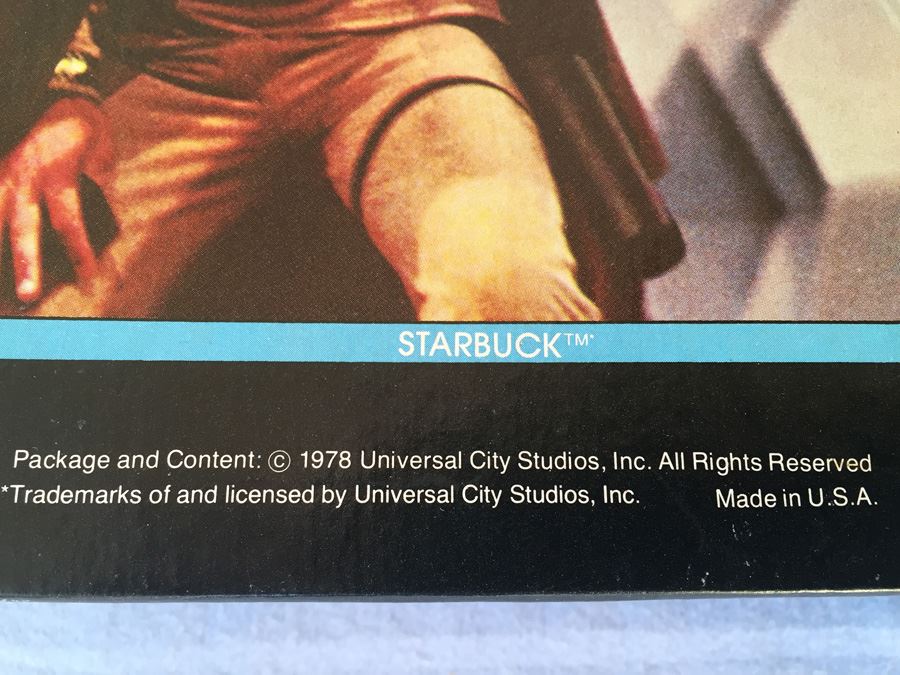 STARBUCK™*
Package and Content: © 1978 Universal City Studios, Inc. All Rights Reserved
*Trademarks of and licensed by Universal City Studios, Inc. Made in U.S.A.